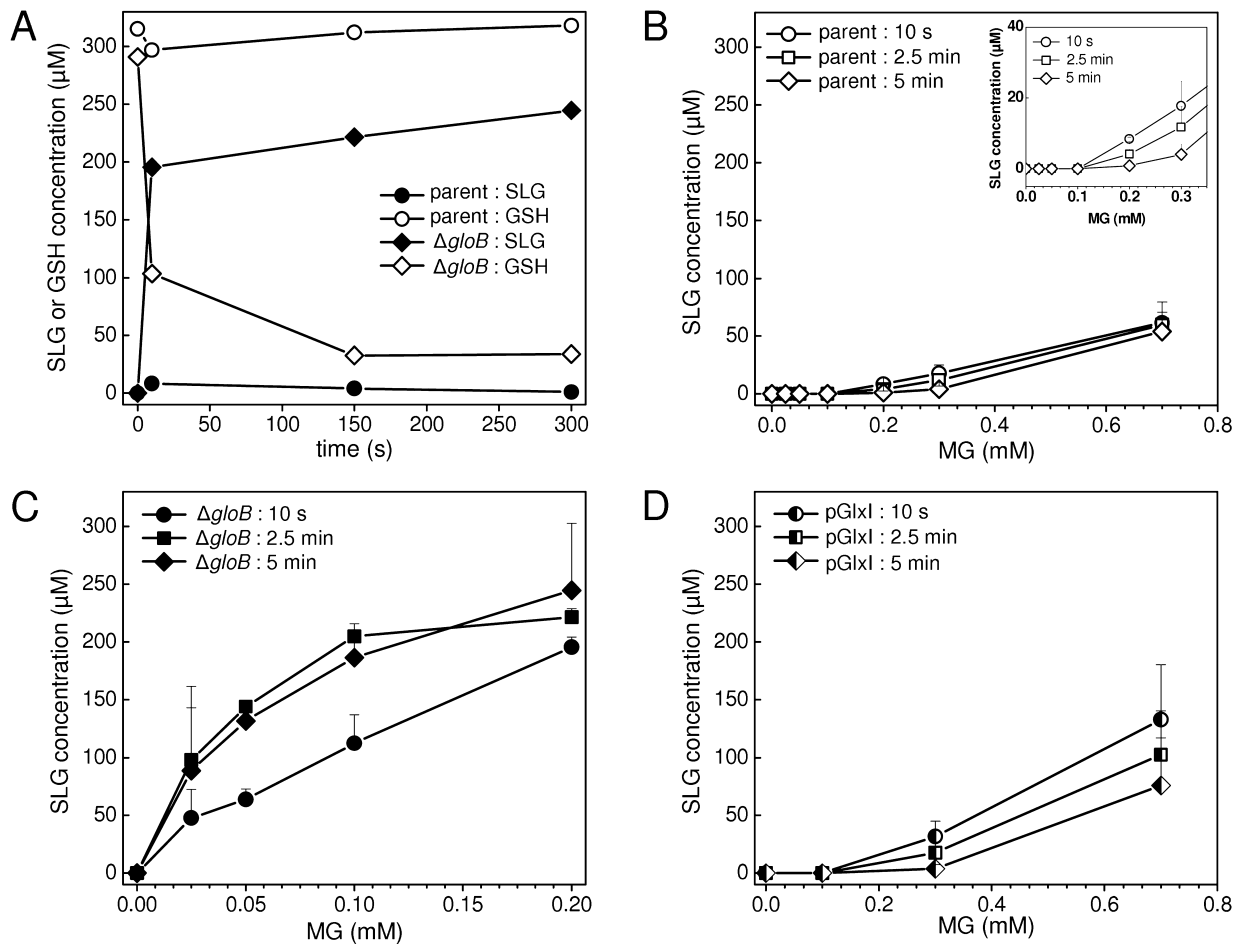 A
SLG or GSH concentration (µM)
300
250
200
150
100
50
0
parent : SLG
parent : GSH
ΔgloB : SLG
ΔgloB : GSH
0 50 100 150 200 250 300
time (s)
B
SLG concentration (µM)
300
250
200
150
100
50
0
parent : 10 s
parent : 2.5 min
parent : 5 min
0.0 0.2 0.4 0.6 0.8
MG (mM)
SLG concentration (µM)
40
20
0
10 s
2.5 min
5 min
0.0 0.1 0.2 0.3
MG (mM)
C
SLG concentration (µM)
300
250
200
150
100
50
0
ΔgloB : 10 s
ΔgloB : 2.5 min
ΔgloB : 5 min
0.00 0.05 0.10 0.15 0.20
MG (mM)
D
SLG concentration (µM)
300
250
200
150
100
50
0
pGlxI : 10 s
pGlxI : 2.5 min
pGlxI : 5 min
0.0 0.2 0.4 0.6 0.8
MG (mM)